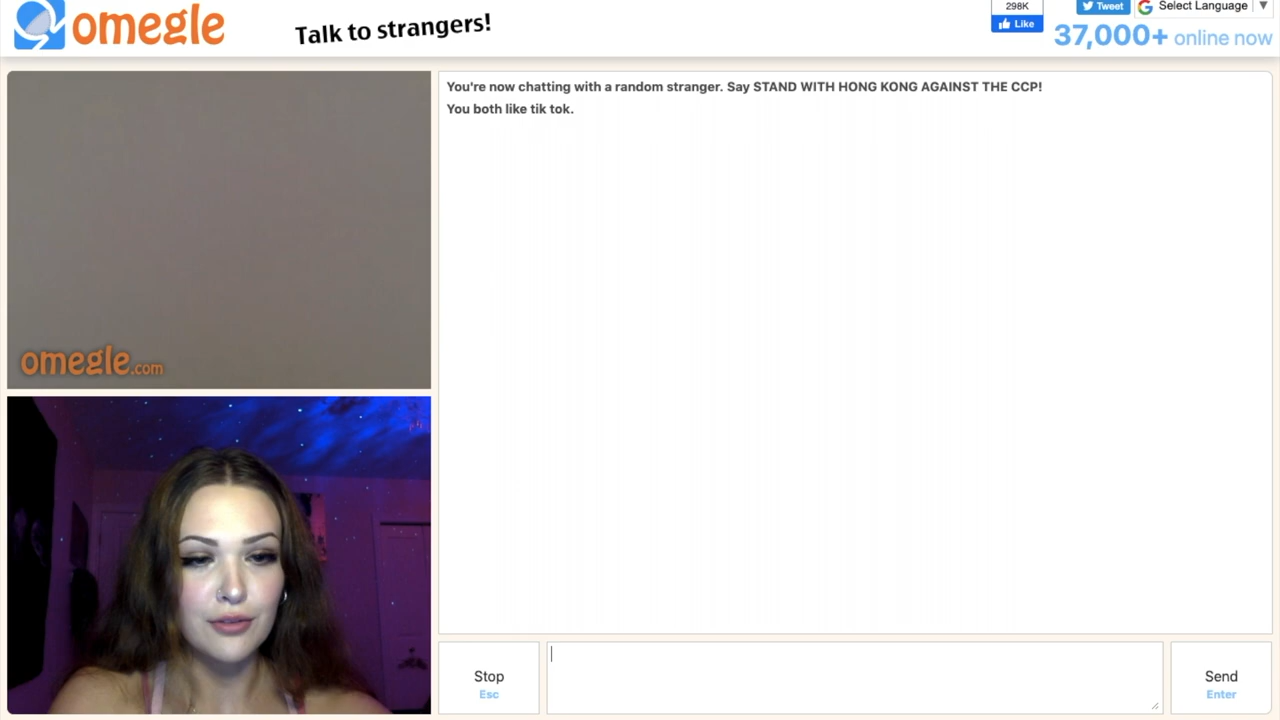 omegle
Talk to strangers!
298K
Like
Tweet
Select Language
37,000+ online now
You're now chatting with a random stranger. Say STAND WITH HONG KONG AGAINST THE CCP!
You both like tik tok.
omegle.com
Stop
Esc
Send
Enter